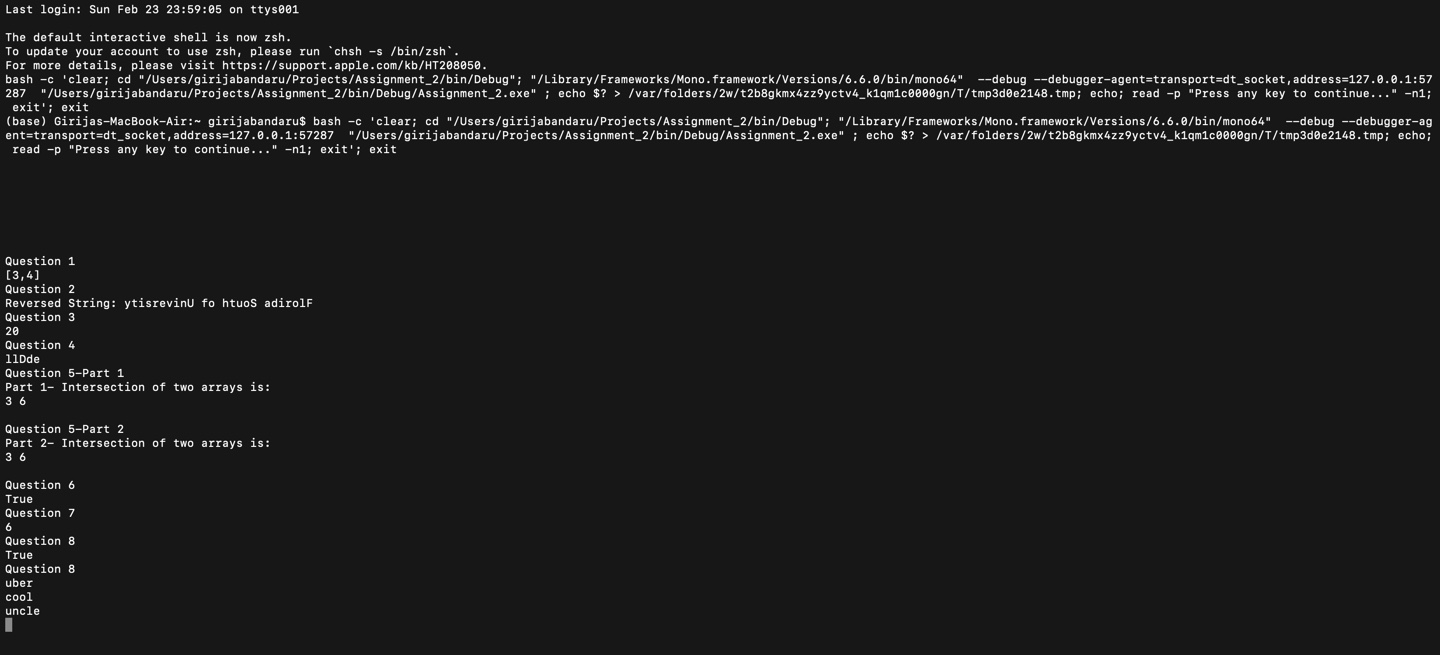 Last login: Sun Feb 23 23:59:05 on ttys001
The default interactive shell is now zsh.
To update your account to use zsh, please run `chsh -s /bin/zsh`.
For more details, please visit https://support.apple.com/kb/HT208050.
bash -c 'clear; cd "/Users/girijabandaru/Projects/Assignment_2/bin/Debug"; "/Library/Frameworks/Mono.framework/Versions/6.6.0/bin/mono64"  --debug --debugger-agent=transport=dt_socket,address=127.0.0.1:57
287  "/Users/girijabandaru/Projects/Assignment_2/bin/Debug/Assignment_2.exe" ; echo $? > /var/folders/2w/t2b8gkmx4zz9yctv4_k1qm1c0000gn/T/tmp3d0e2148.tmp; echo; read -p "Press any key to continue..." -n1;
 exit'; exit
(base) Girijas-MacBook-Air:~ girijabandaru$ bash -c 'clear; cd "/Users/girijabandaru/Projects/Assignment_2/bin/Debug"; "/Library/Frameworks/Mono.framework/Versions/6.6.0/bin/mono64"  --debug --debugger-ag
ent=transport=dt_socket,address=127.0.0.1:57287  "/Users/girijabandaru/Projects/Assignment_2/bin/Debug/Assignment_2.exe" ; echo $? > /var/folders/2w/t2b8gkmx4zz9yctv4_k1qm1c0000gn/T/tmp3d0e2148.tmp; echo;
 read -p "Press any key to continue..." -n1; exit'; exit
Question 1
[3,4]
Question 2
Reversed String: ytisrevinU fo htuoS adirolF
Question 3
20
Question 4
llDde
Question 5-Part 1
Part 1- Intersection of two arrays is:
3 6
Question 5-Part 2
Part 2- Intersection of two arrays is:
3 6
Question 6
True
Question 7
6
Question 8
True
Question 8
uber
cool
uncle